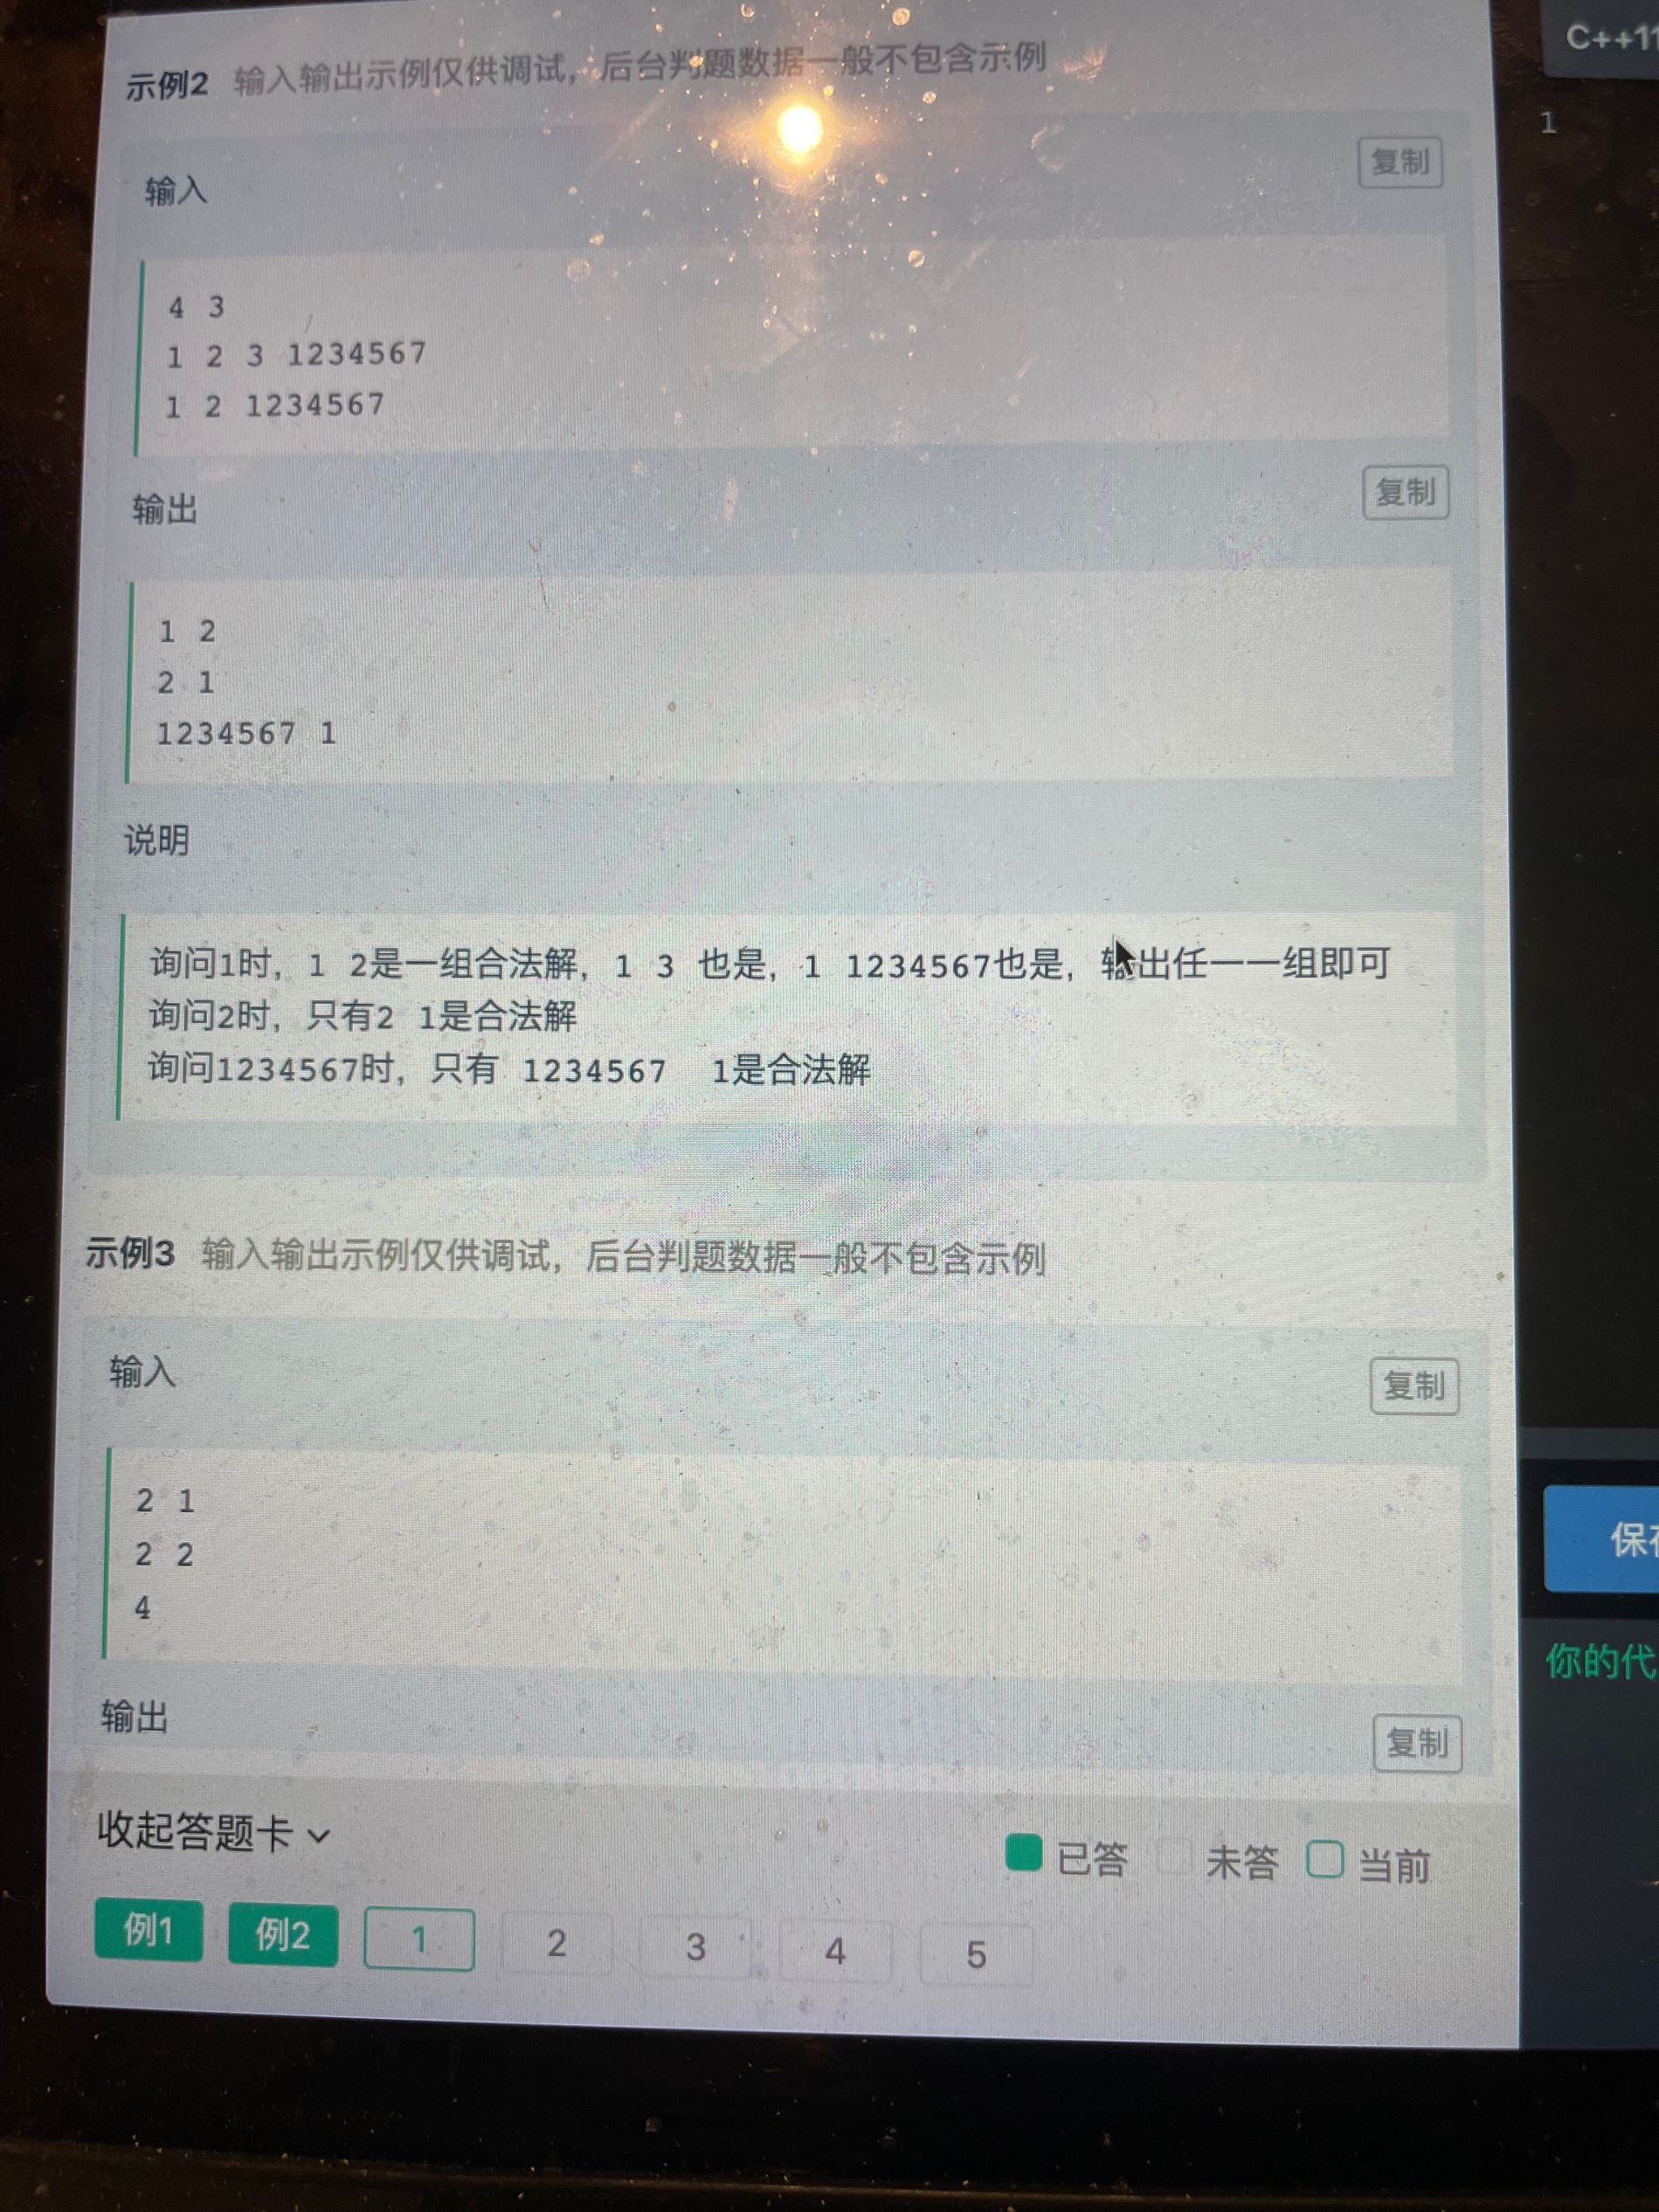 C++11
示例2 输入输出示例仅供调试，后台判题数据一般不包含示例
1
复制
输入
4 3
1 2 3 1234567
1 2 1234567
复制
输出
1 2
2 1
1234567 1
说明
询问1时，1 2是一组合法解，1 3 也是，1 1234567也是，输出任一一组即可
询问2时，只有2 1是合法解
询问1234567时，只有 1234567 1是合法解
示例3 输入输出示例仅供调试，后台判题数据一般不包含示例
输入
复制
2 1
2 2
4
保存
你的代
输出
复制
收起答题卡
已答 未答 当前
例1 例2 1 2 3 4 5